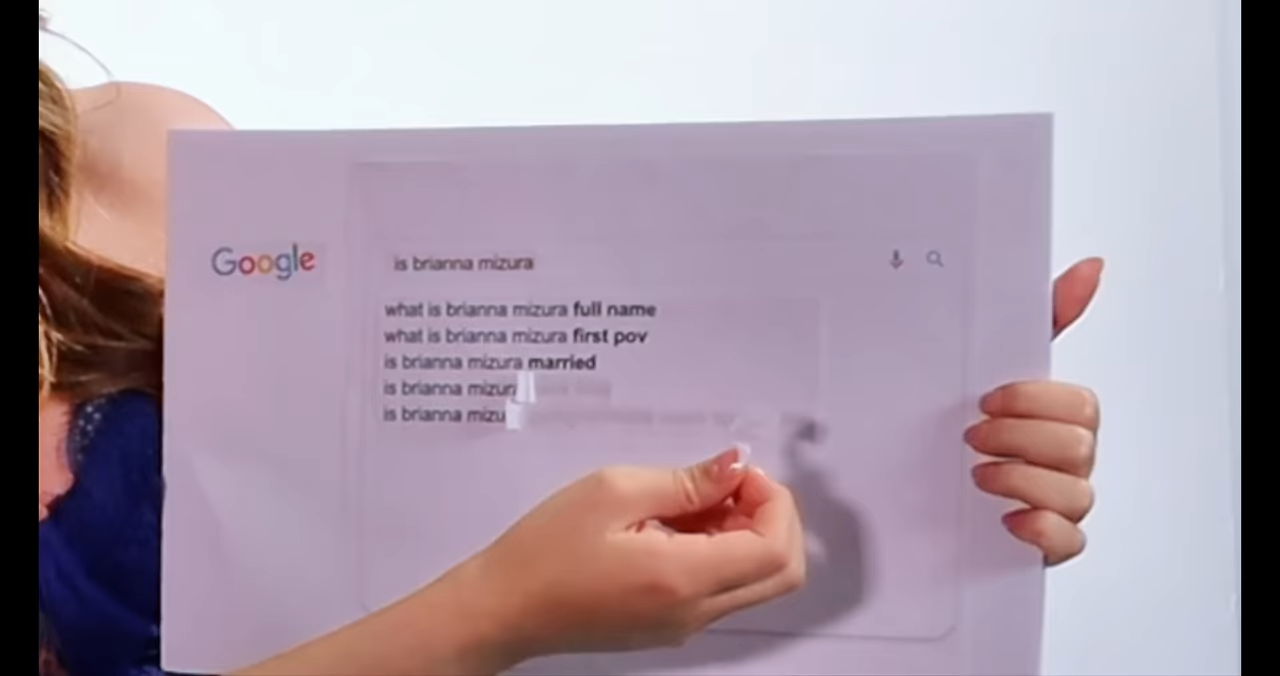 Google
is brianna mizura
what is brianna mizura full name
what is brianna mizura first pov
is brianna mizura married
is brianna mizura
is brianna mizu